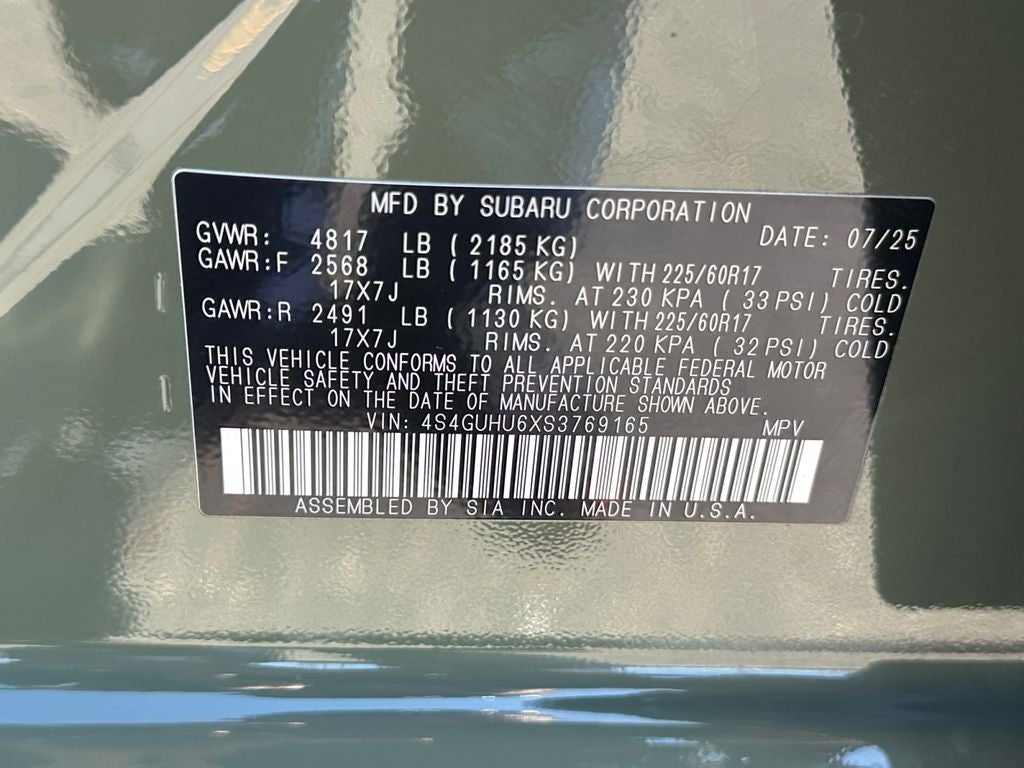 MFD BY SUBARU CORPORATION
GVWR: 4817 LB ( 2185 KG) DATE: 07/25
GAWR:F 2568 LB ( 1165 KG) WITH 225/60R17 TIRES.
17X7J RIMS. AT 230 KPA ( 33 PSI) COLD
GAWR:R 2491 LB ( 1130 KG) WITH 225/60R17 TIRES.
17X7J RIMS. AT 220 KPA ( 32 PSI) COLD
THIS VEHICLE CONFORMS TO ALL APPLICABLE FEDERAL MOTOR
VEHICLE SAFETY AND THEFT PREVENTION STANDARDS
IN EFFECT ON THE DATE OF MANUFACTURE SHOWN ABOVE.
VIN: 4S4GUHU6XS3769165 MPV
ASSEMBLED BY SIA INC. MADE IN U.S.A.